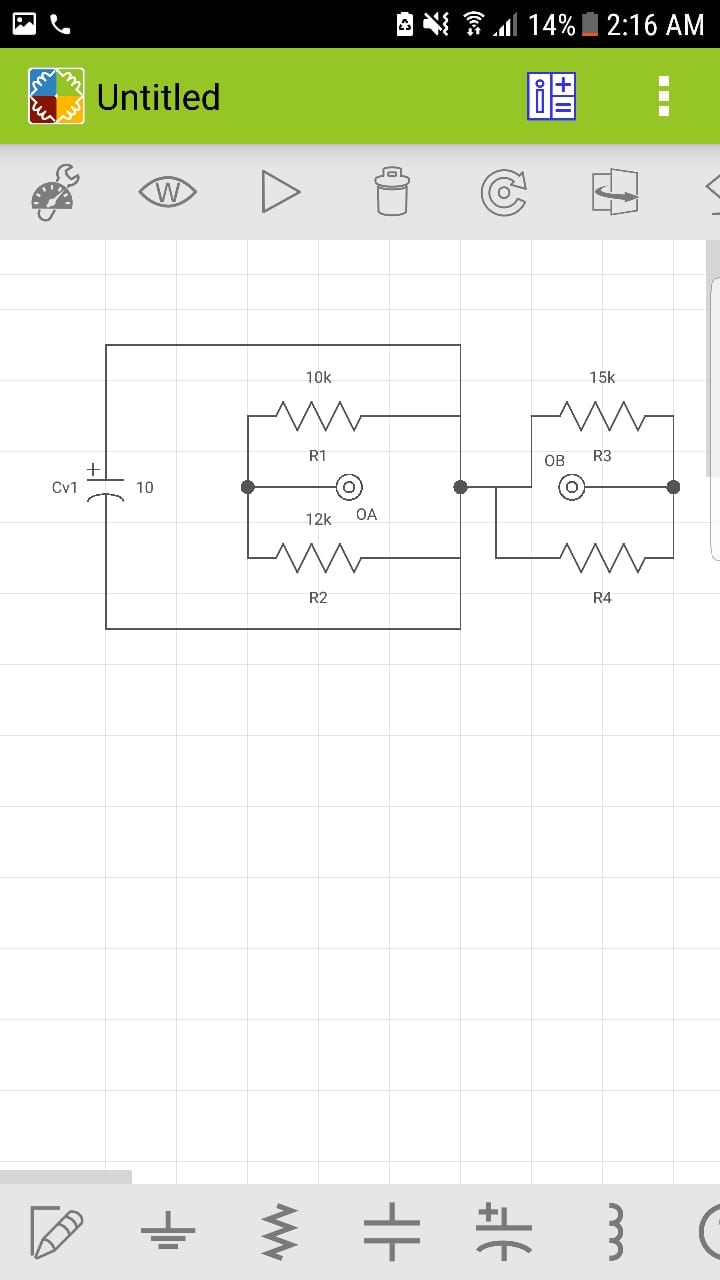 14% 2:16 AM
Untitled
W
10k 15k
R1 OB R3
+
Cv1 10
12k OA
R2 R4